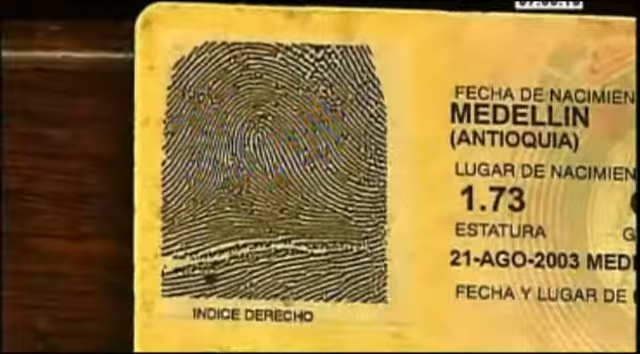 FECHA DE NACIMIEN
MEDELLIN
(ANTIOQUIA)
LUGAR DE NACIMIEN
1.73
ESTATURA
21-AGO-2003 MED
FECHA Y LUGAR DE
INDICE DERECHO